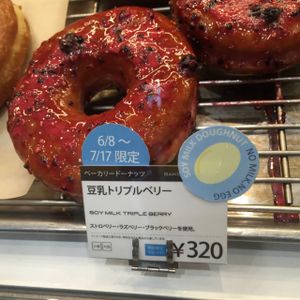 6/8～
7/17 限定
SOY MILK DOUGHNUT
NO MILK, NO EGG
ベーカリードーナッツ
豆乳トリプルベリー
SOY MILK TRIPLE BERRY
ストロベリー・ラズベリー・ブラックベリーを使用。
¥320